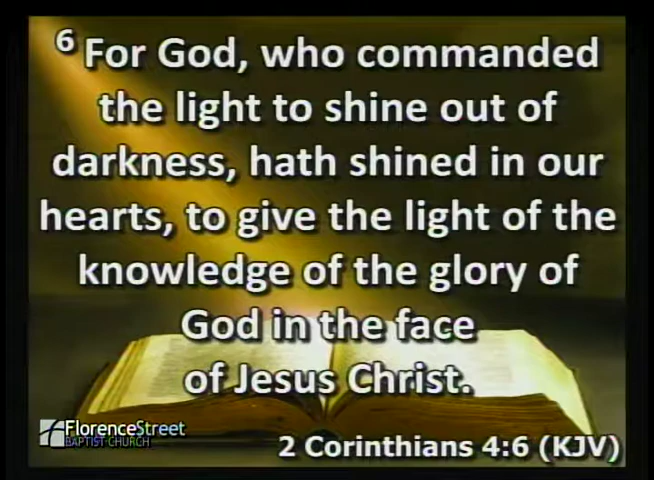 6 For God, who commanded
the light to shine out of
darkness, hath shined in our
hearts, to give the light of the
knowledge of the glory of
God in the face
of Jesus Christ.
FlorenceStreet
BAPTIST CHURCH
2 Corinthians 4:6 (KJV)